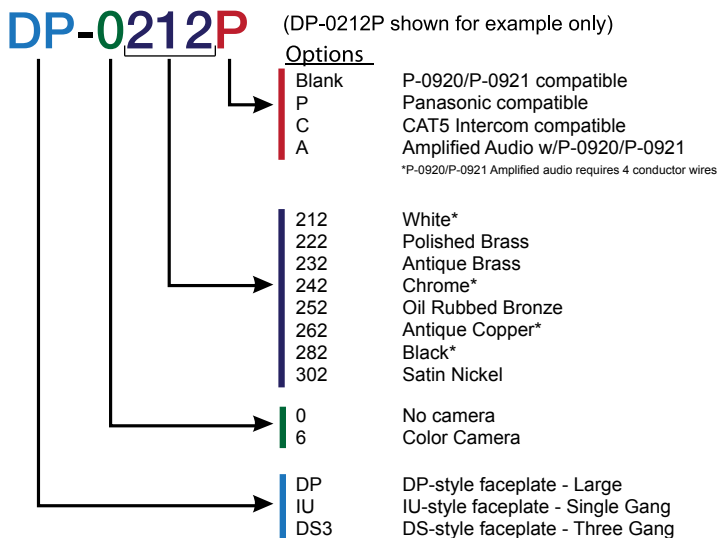 DP-0212P (DP-0212P shown for example only)
Options
Blank P-0920/P-0921 compatible
P Panasonic compatible
C CAT5 Intercom compatible
A Amplified Audio w/P-0920/P-0921
*P-0920/P-0921 Amplified audio requires 4 conductor wires
212 White*
222 Polished Brass
232 Antique Brass
242 Chrome*
252 Oil Rubbed Bronze
262 Antique Copper*
282 Black*
302 Satin Nickel
0 No camera
6 Color Camera
DP DP-style faceplate - Large
IU IU-style faceplate - Single Gang
DS3 DS-style faceplate - Three Gang